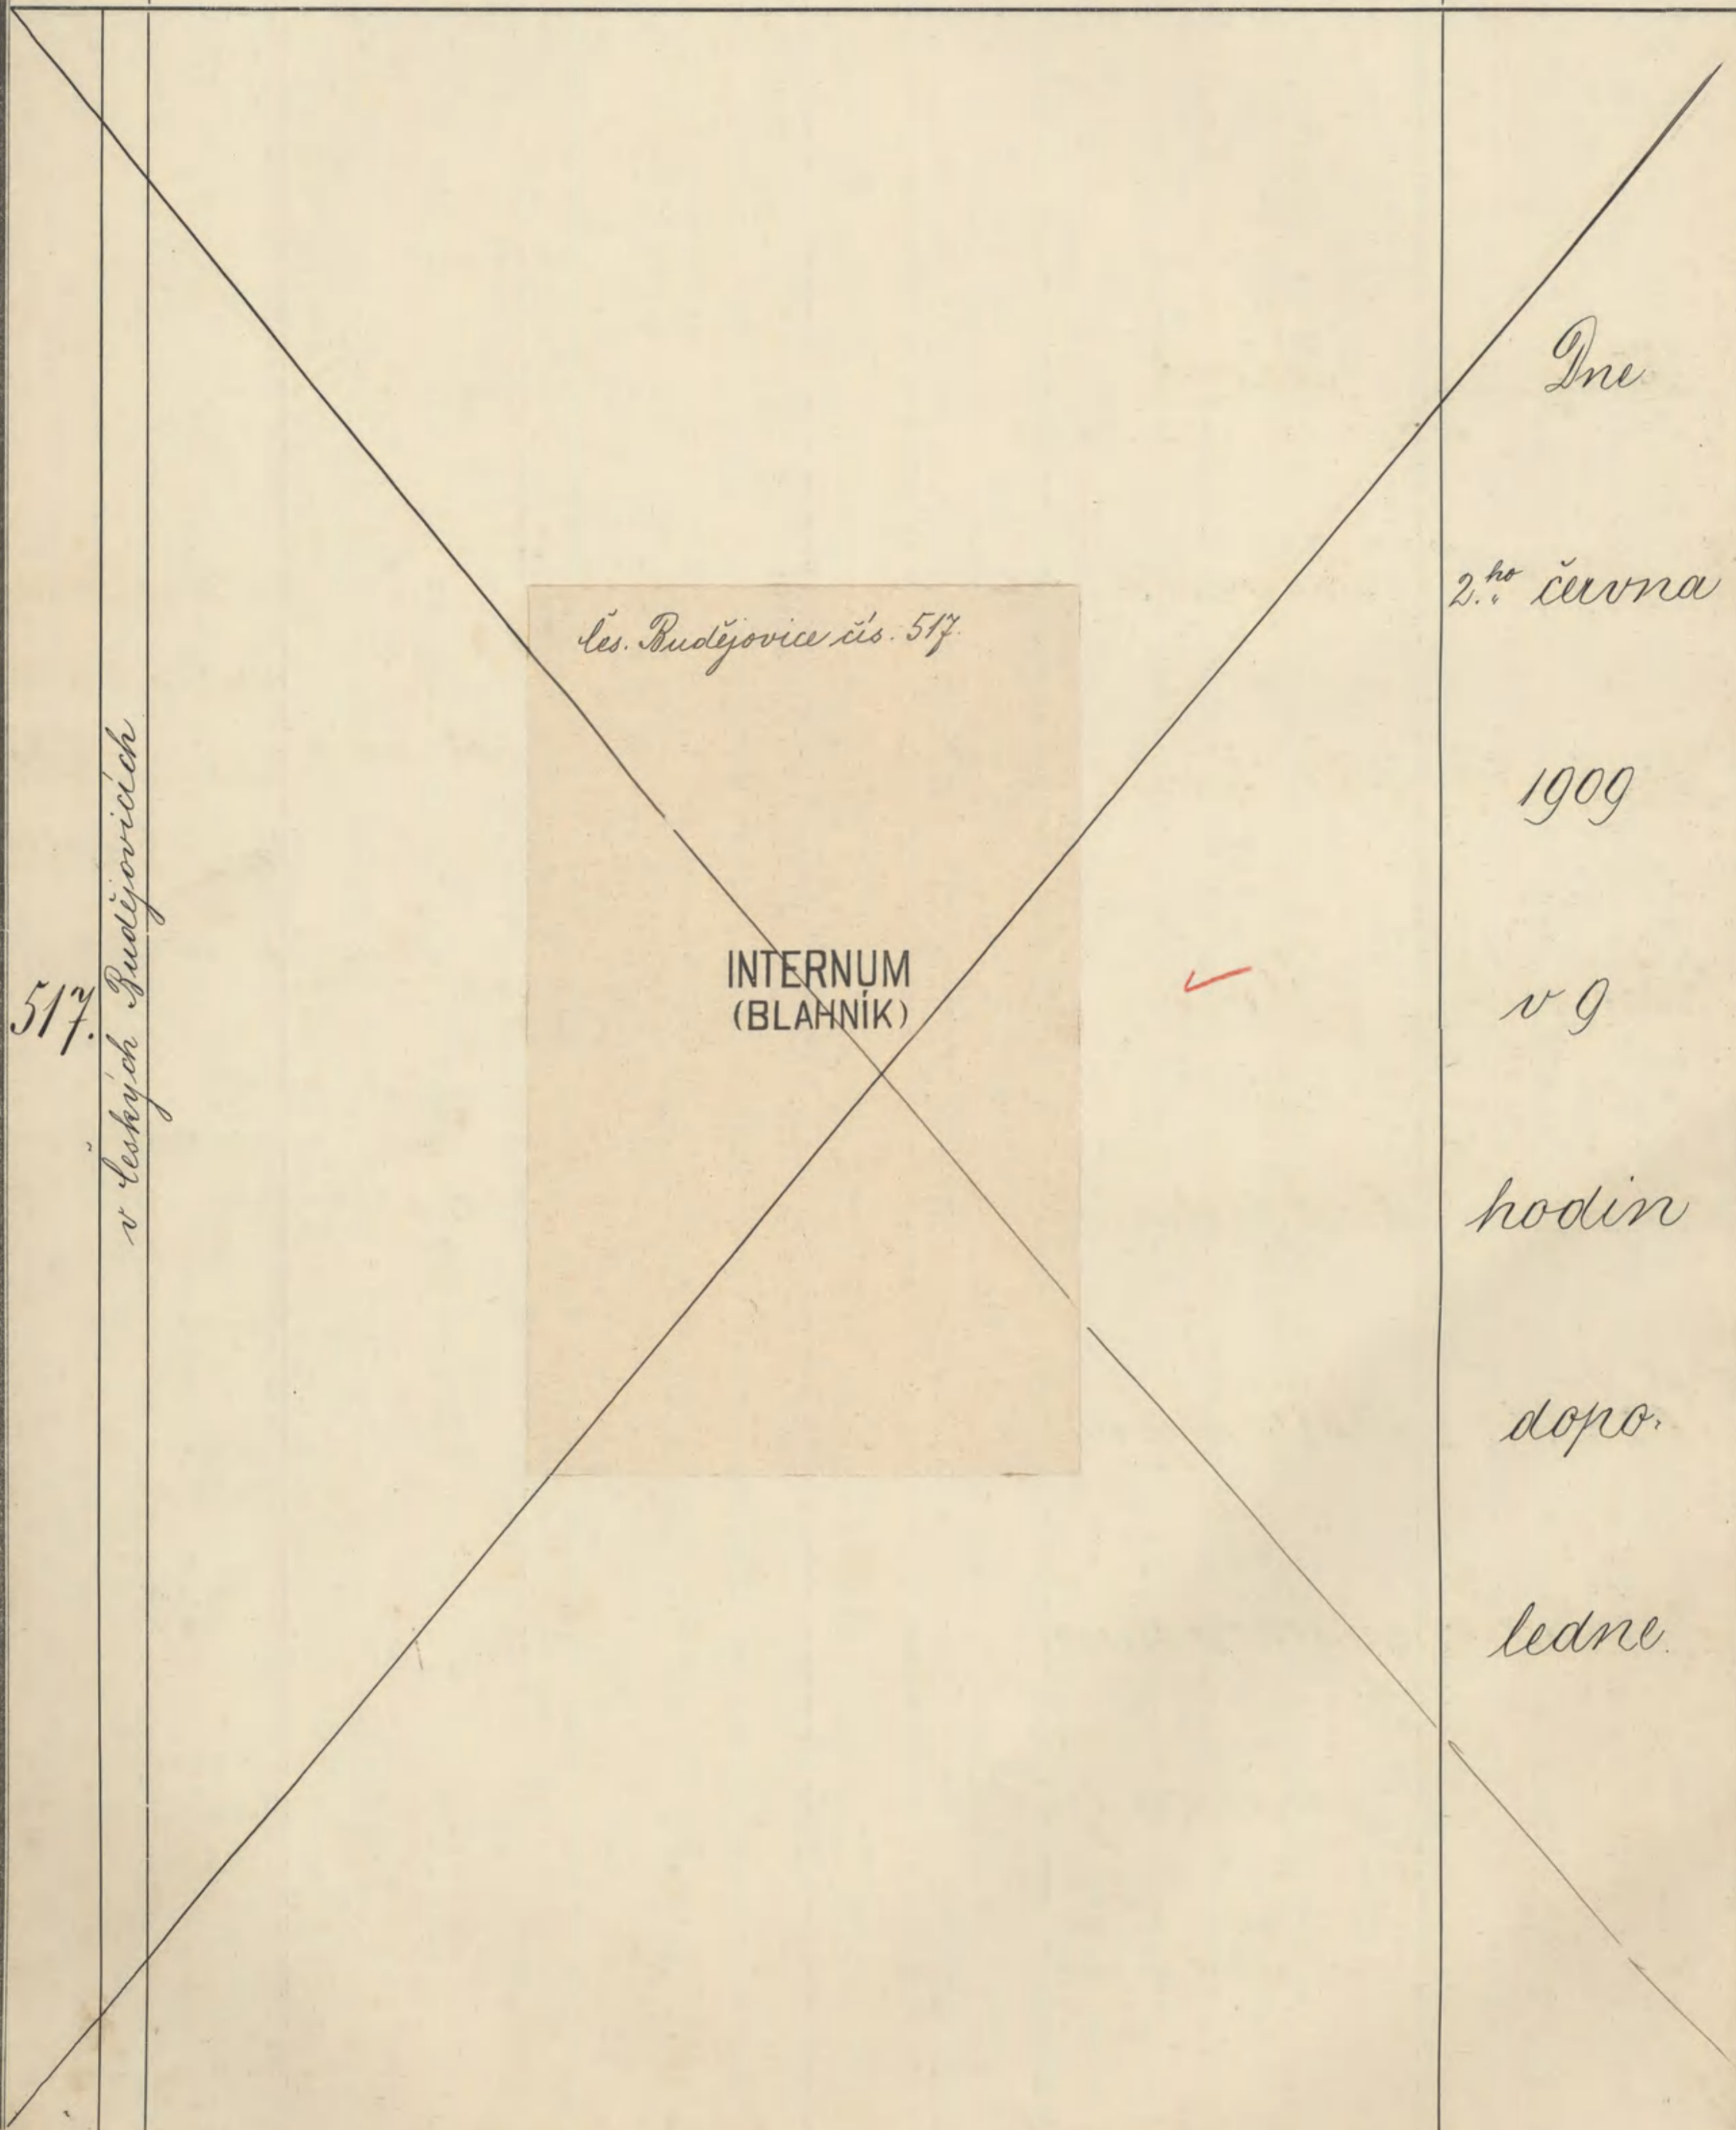 517.
v Českých Budějovicích
Čes. Budějovice čís. 517.
INTERNUM
(BLAHNÍK)
Dne
2.ho června
1909
v 9
hodin
dopo-
ledne.